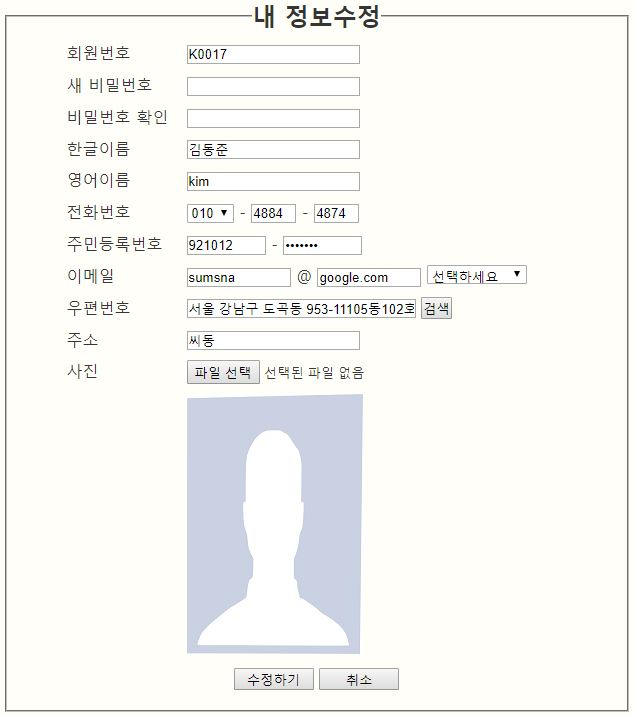 내 정보수정
회원번호 K0017
새 비밀번호
비밀번호 확인
한글이름 김동준
영어이름 kim
전화번호 010 - 4884 - 4874
주민등록번호 921012 - •••••••
이메일 sumsna @ google.com 선택하세요
우편번호 서울 강남구 도곡동 953-11105동102호 검색
주소 씨동
사진 파일 선택 선택된 파일 없음
수정하기 취소